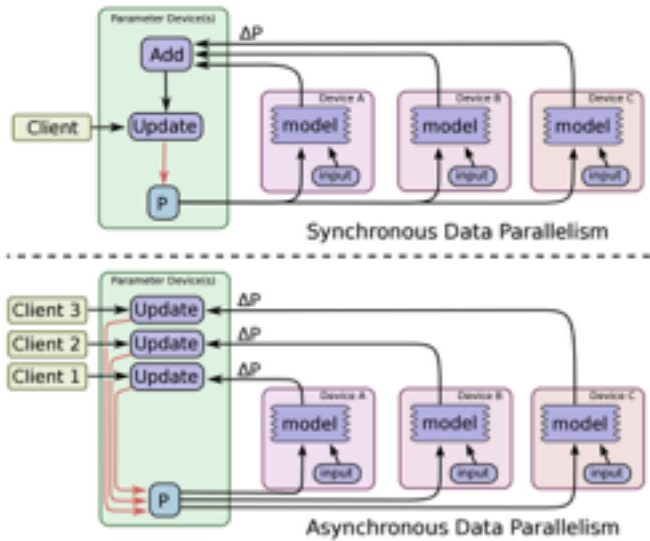 Parameter Device(s)
ΔP
Add
Device A
Device B
Device C
Client
Update
model
model
model
input
input
input
P
Synchronous Data Parallelism
Parameter Device(s)
Client 3
Update
ΔP
Client 2
Update
ΔP
Client 1
Update
ΔP
Device A
Device B
Device C
model
model
model
input
input
input
P
Asynchronous Data Parallelism